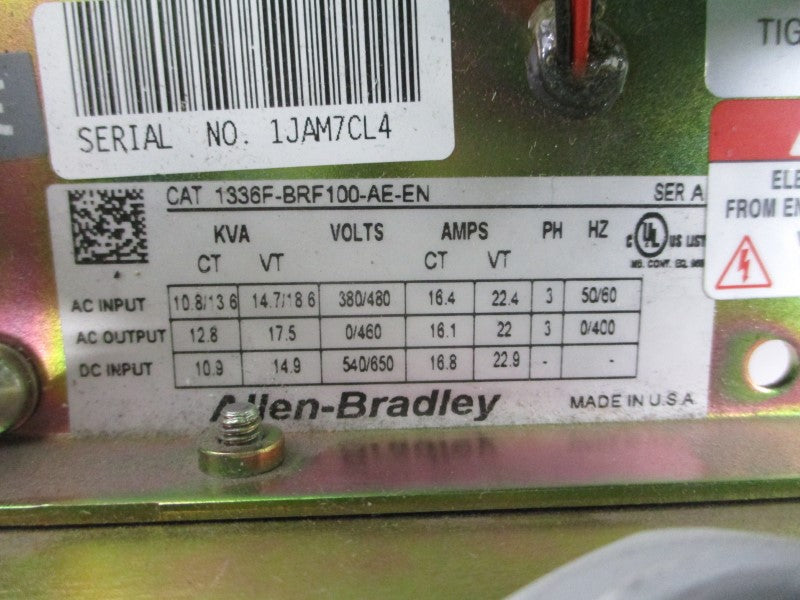 SERIAL NO. 1JAM7CL4
TIG
CAT 1336F-BRF100-AE-EN SER A
KVA VOLTS AMPS PH HZ
CT VT CT VT
C UL US LIST
AC INPUT 10.8/13.6 14.7/18.6 380/480 16.4 22.4 3 50/60
AC OUTPUT 12.8 17.5 0/460 16.1 22 3 0/400
DC INPUT 10.9 14.9 540/650 16.8 22.9 - -
Allen-Bradley MADE IN U.S.A.
ELE
FROM EN
E